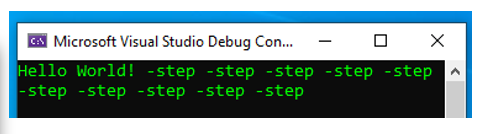 Microsoft Visual Studio Debug Con...
Hello World! -step -step -step -step -step
-step -step -step -step -step